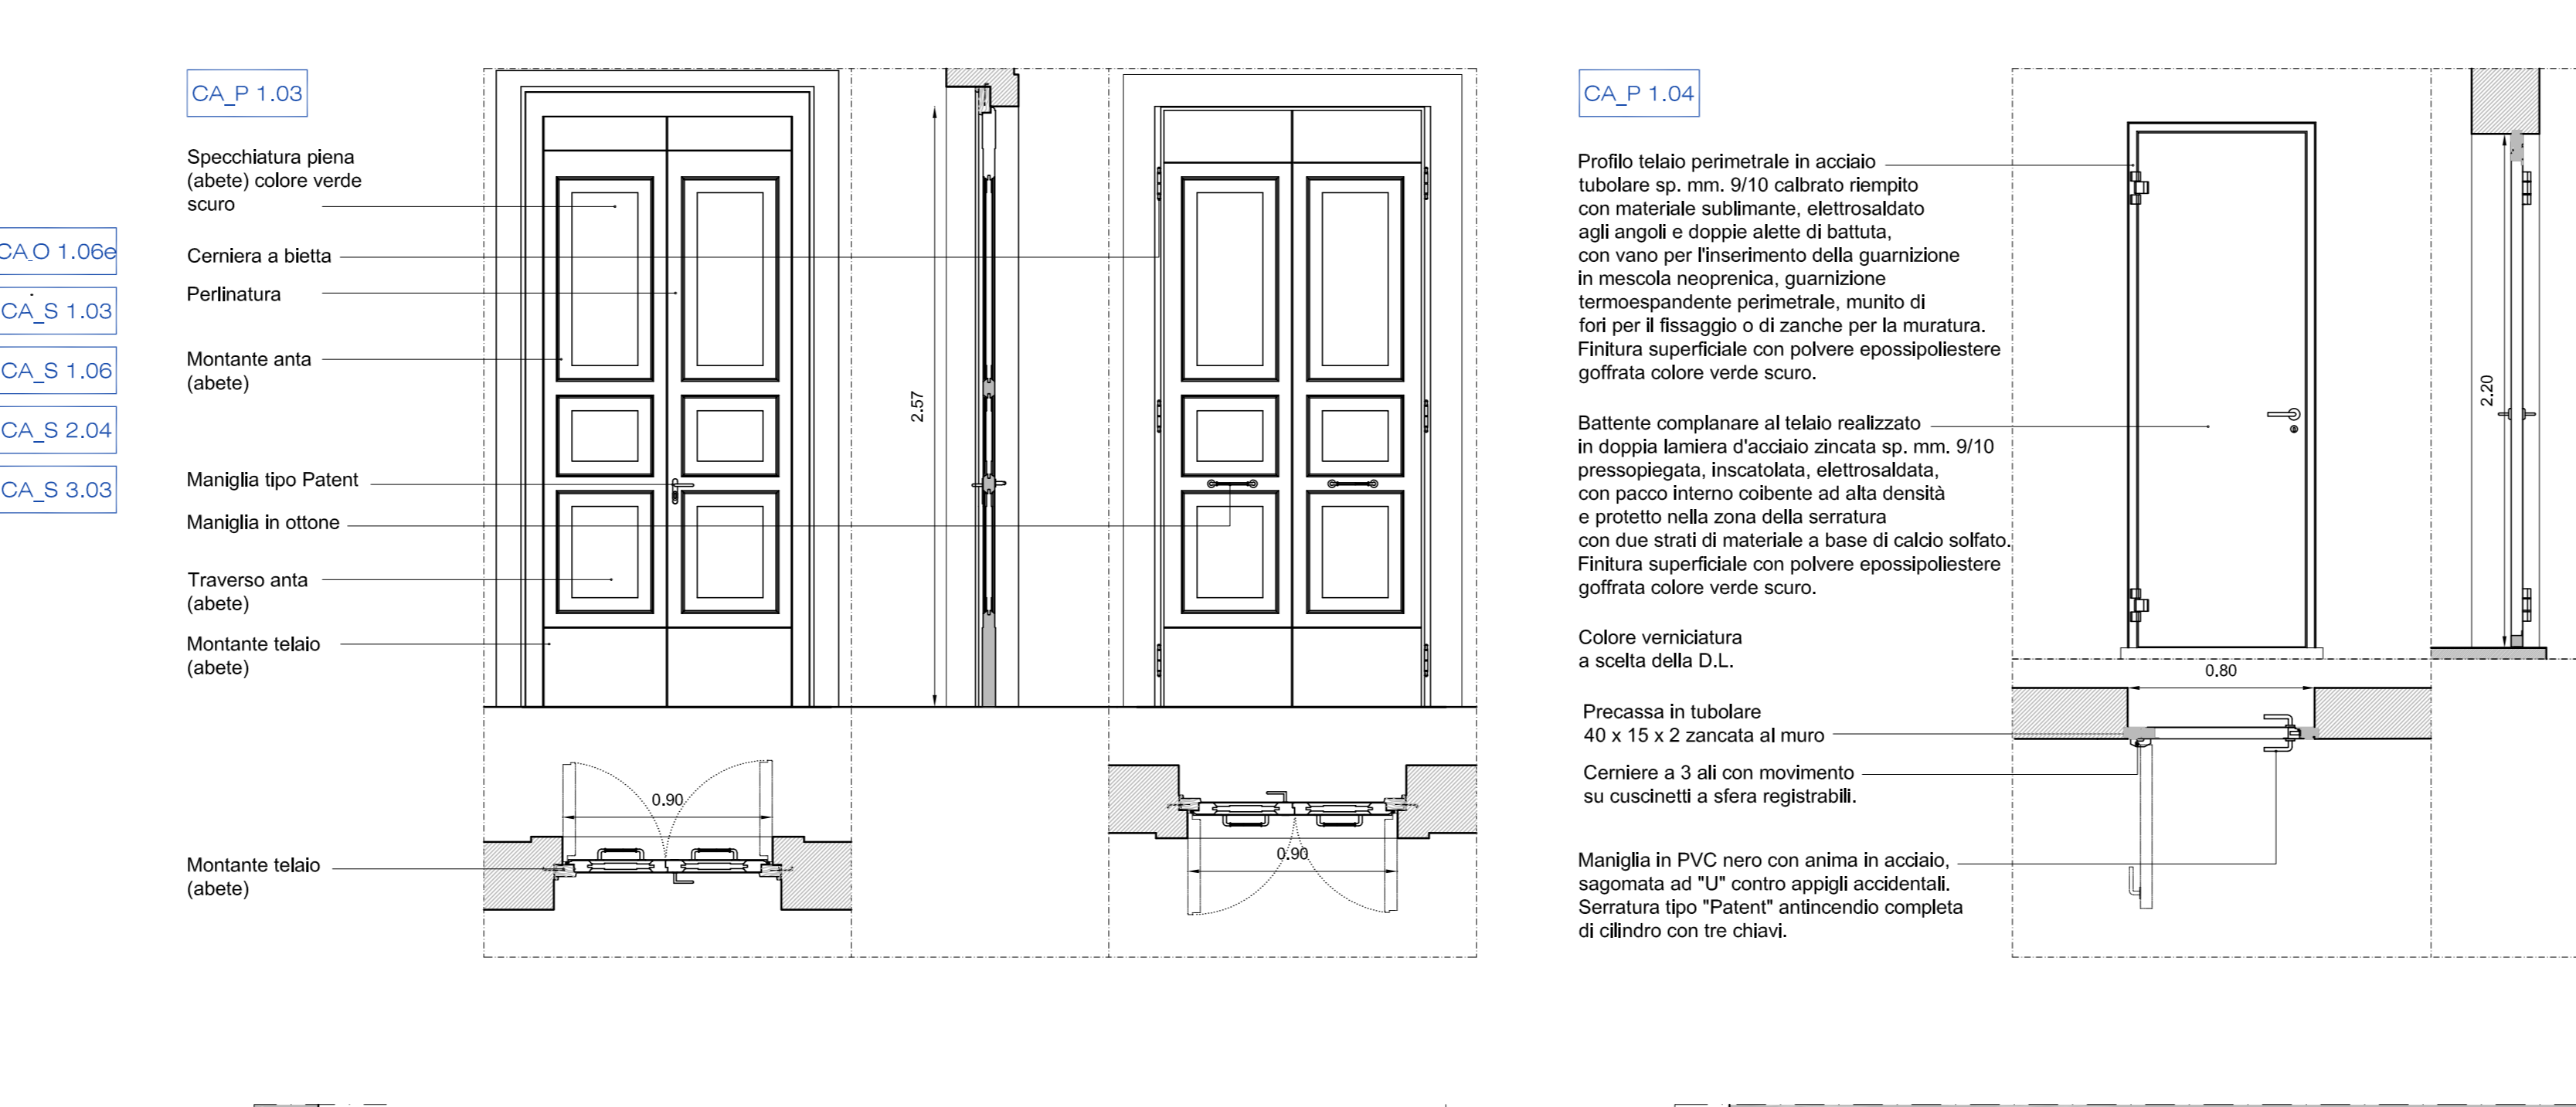 CA_O 1.06e
CA_S 1.03
CA_S 1.06
CA_S 2.04
CA_S 3.03
CA_P 1.03
Specchiatura piena
(abete) colore verde
scuro
Cerniera a bietta
Perlinatura
Montante anta
(abete)
Maniglia tipo Patent
Maniglia in ottone
Traverso anta
(abete)
Montante telaio
(abete)
Montante telaio
(abete)
2.57
0.90
0.90
CA_P 1.04
Profilo telaio perimetrale in acciaio
tubolare sp. mm. 9/10 calbrato riempito
con materiale sublimante, elettrosaldato
agli angoli e doppie alette di battuta,
con vano per l'inserimento della guarnizione
in mescola neoprenica, guarnizione
termoespandente perimetrale, munito di
fori per il fissaggio o di zanche per la muratura.
Finitura superficiale con polvere epossipoliestere
goffrata colore verde scuro.
Battente complanare al telaio realizzato
in doppia lamiera d'acciaio zincata sp. mm. 9/10
pressopiegata, inscatolata, elettrosaldata,
con pacco interno coibente ad alta densità
e protetto nella zona della serratura
con due strati di materiale a base di calcio solfato.
Finitura superficiale con polvere epossipoliestere
goffrata colore verde scuro.
Colore verniciatura
a scelta della D.L.
Precassa in tubolare
40 x 15 x 2 zancata al muro
Cerniere a 3 ali con movimento
su cuscinetti a sfera registrabili.
Maniglia in PVC nero con anima in acciaio,
sagomata ad "U" contro appigli accidentali.
Serratura tipo "Patent" antincendio completa
di cilindro con tre chiavi.
2.20
0.80